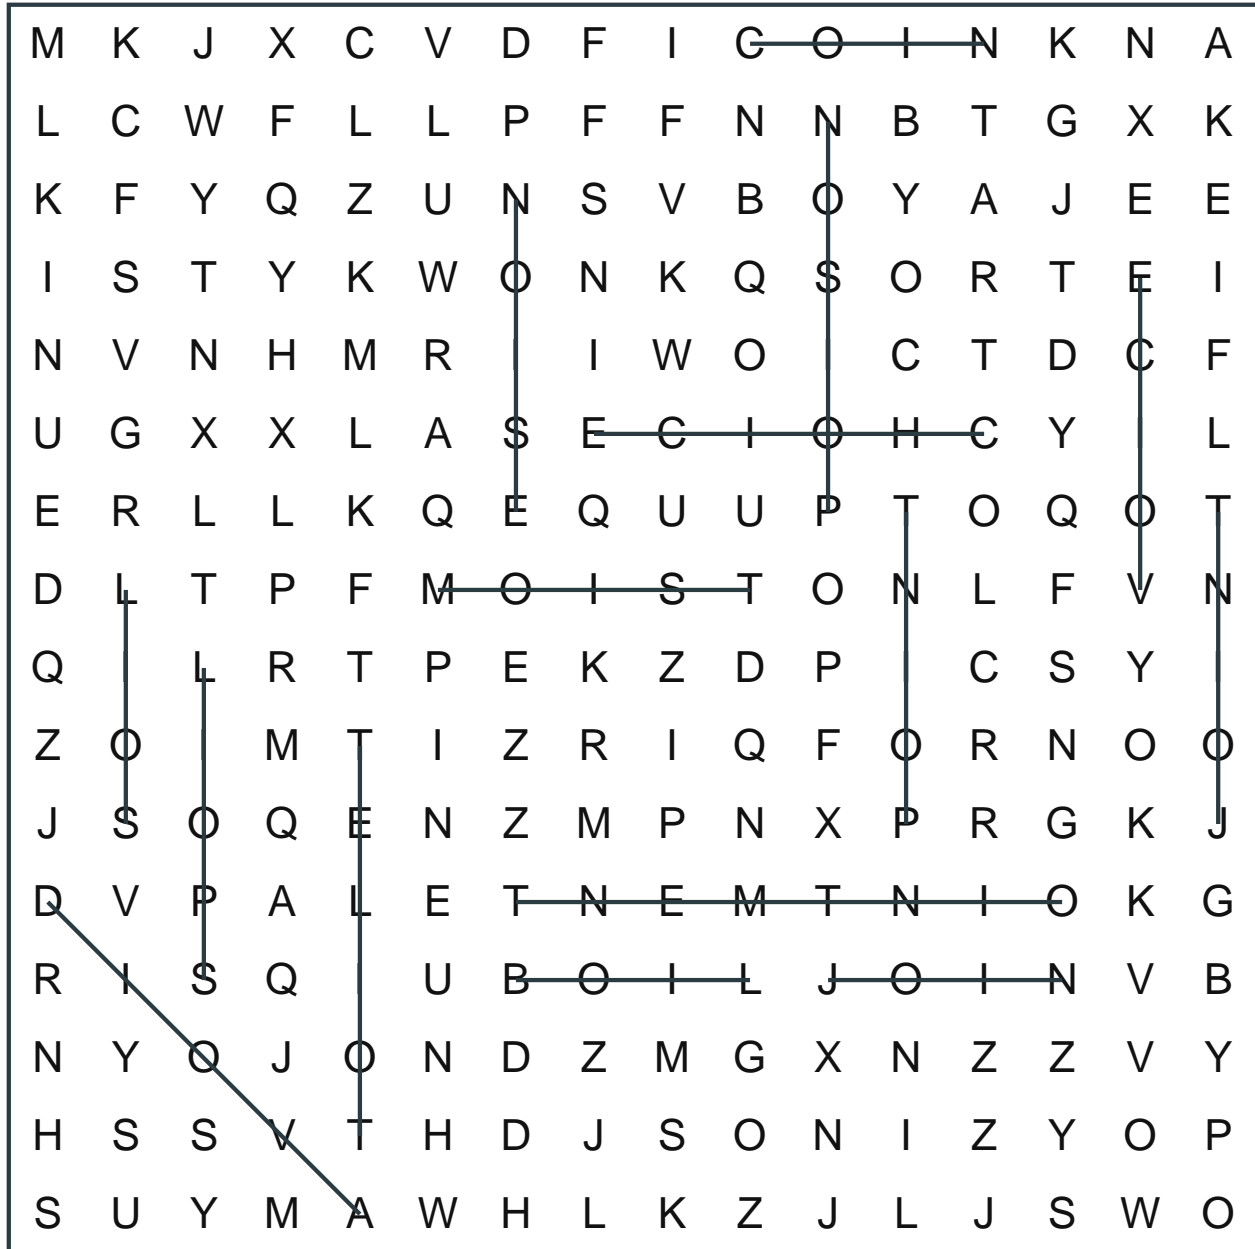 M K J X C V D F I C O I N K N A
L C W F L L P F F N N B T G X K
K F Y Q Z U N S V B O Y A J E E
I S T Y K W O N K Q S O R T E I
N V N H M R I I W O I C T D C F
U G X X L A S E C I O H C Y I L
E R L L K Q E Q U U P T O Q O T
D L T P F M O I S T O N L F V N
Q I L R T P E K Z D P I C S Y I
Z O I M T I Z R I Q F O R N O O
J S O Q E N Z M P N X P R G K J
D V P A L E T N E M T N I O K G
R I S Q I U B O I L J O I N V B
N Y O J O N D Z M G X N Z Z V Y
H S S V T H D J S O N I Z Y O P
S U Y M A W H L K Z J L J S W O